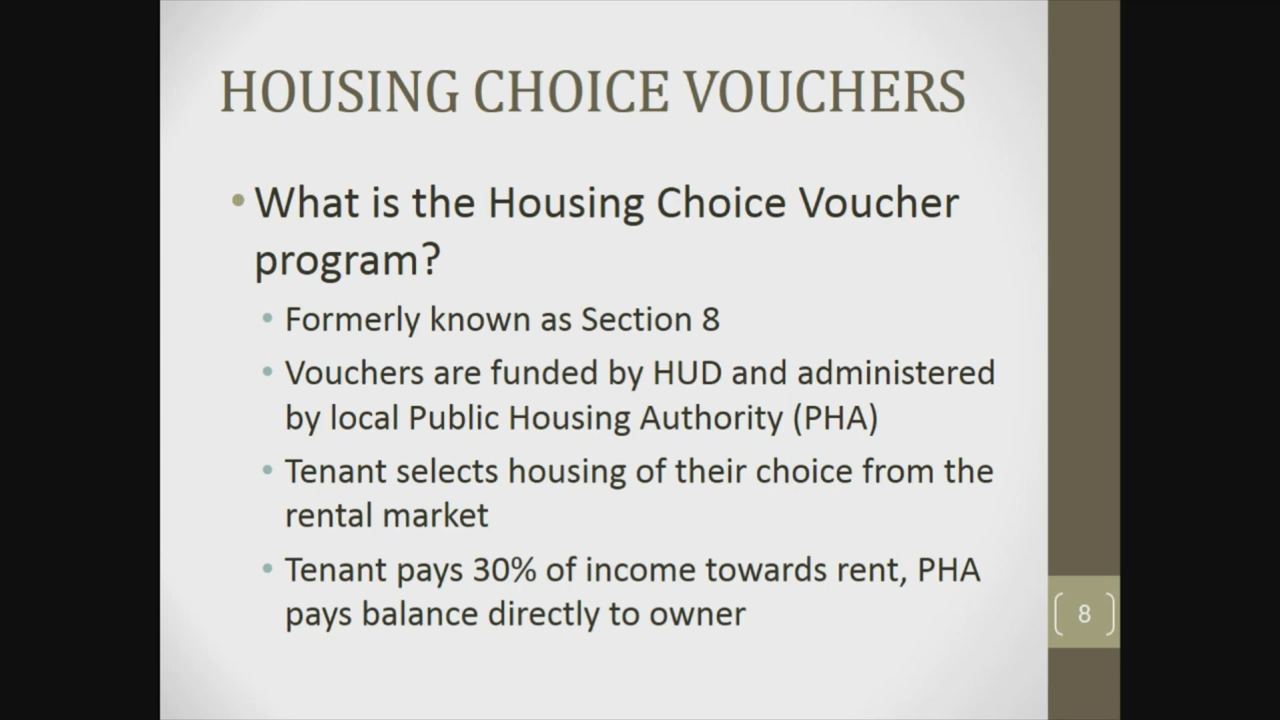 HOUSING CHOICE VOUCHERS
• What is the Housing Choice Voucher
program?
• Formerly known as Section 8
• Vouchers are funded by HUD and administered
by local Public Housing Authority (PHA)
• Tenant selects housing of their choice from the
rental market
• Tenant pays 30% of income towards rent, PHA
pays balance directly to owner
8